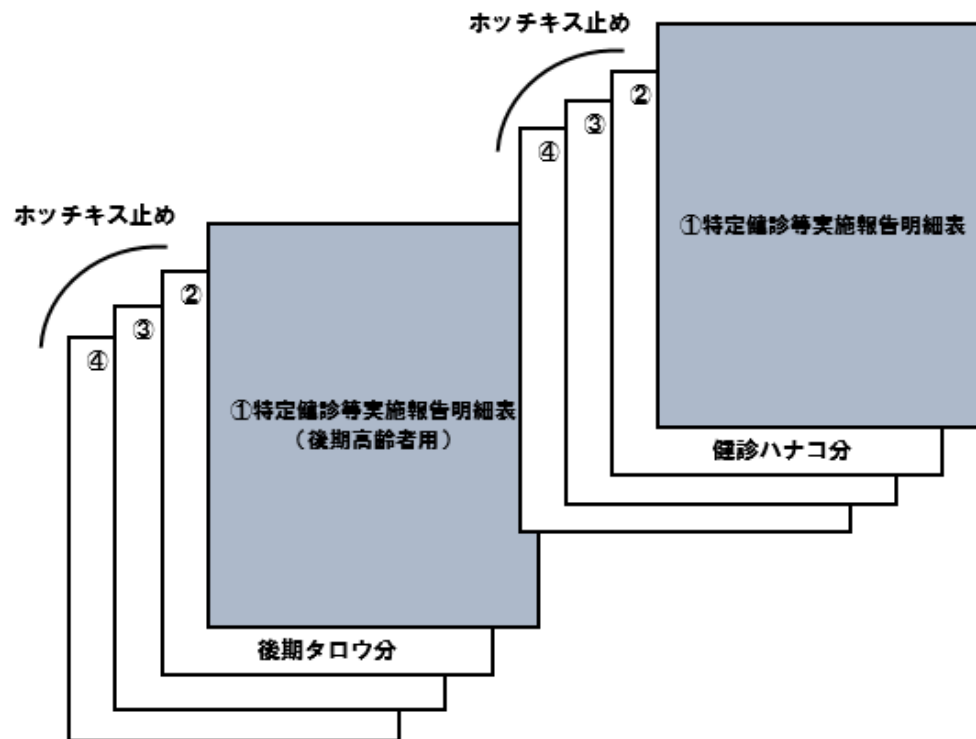 ホッチキス止め
②
③
④
①特定健診等実施報告明細表
健診ハナコ分
ホッチキス止め
②
③
④
①特定健診等実施報告明細表
（後期高齢者用）
後期タロウ分